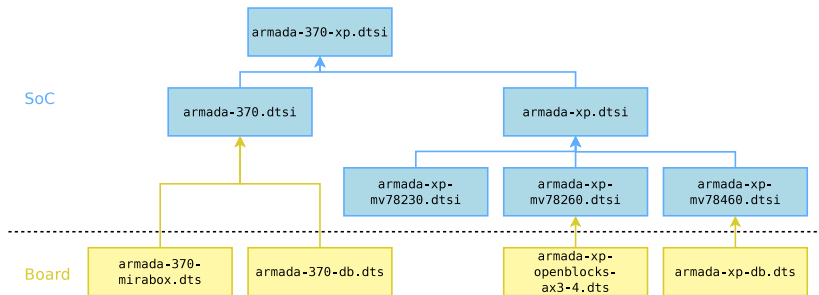 armada-370-xp.dtsi
SoC
armada-370.dtsi
armada-xp.dtsi
armada-xp-
mv78230.dtsi
armada-xp-
mv78260.dtsi
armada-xp-
mv78460.dtsi
Board
armada-370-
mirabox.dts
armada-370-db.dts
armada-xp-
openblocks-
ax3-4.dts
armada-xp-db.dts